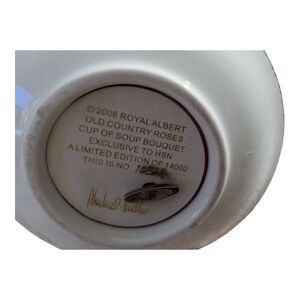 © 2006 ROYAL ALBERT
OLD COUNTRY ROSES
CUP OF SOUP BOUQUET
EXCLUSIVE TO HSN
A LIMITED EDITION OF 14000
THIS IS NO: